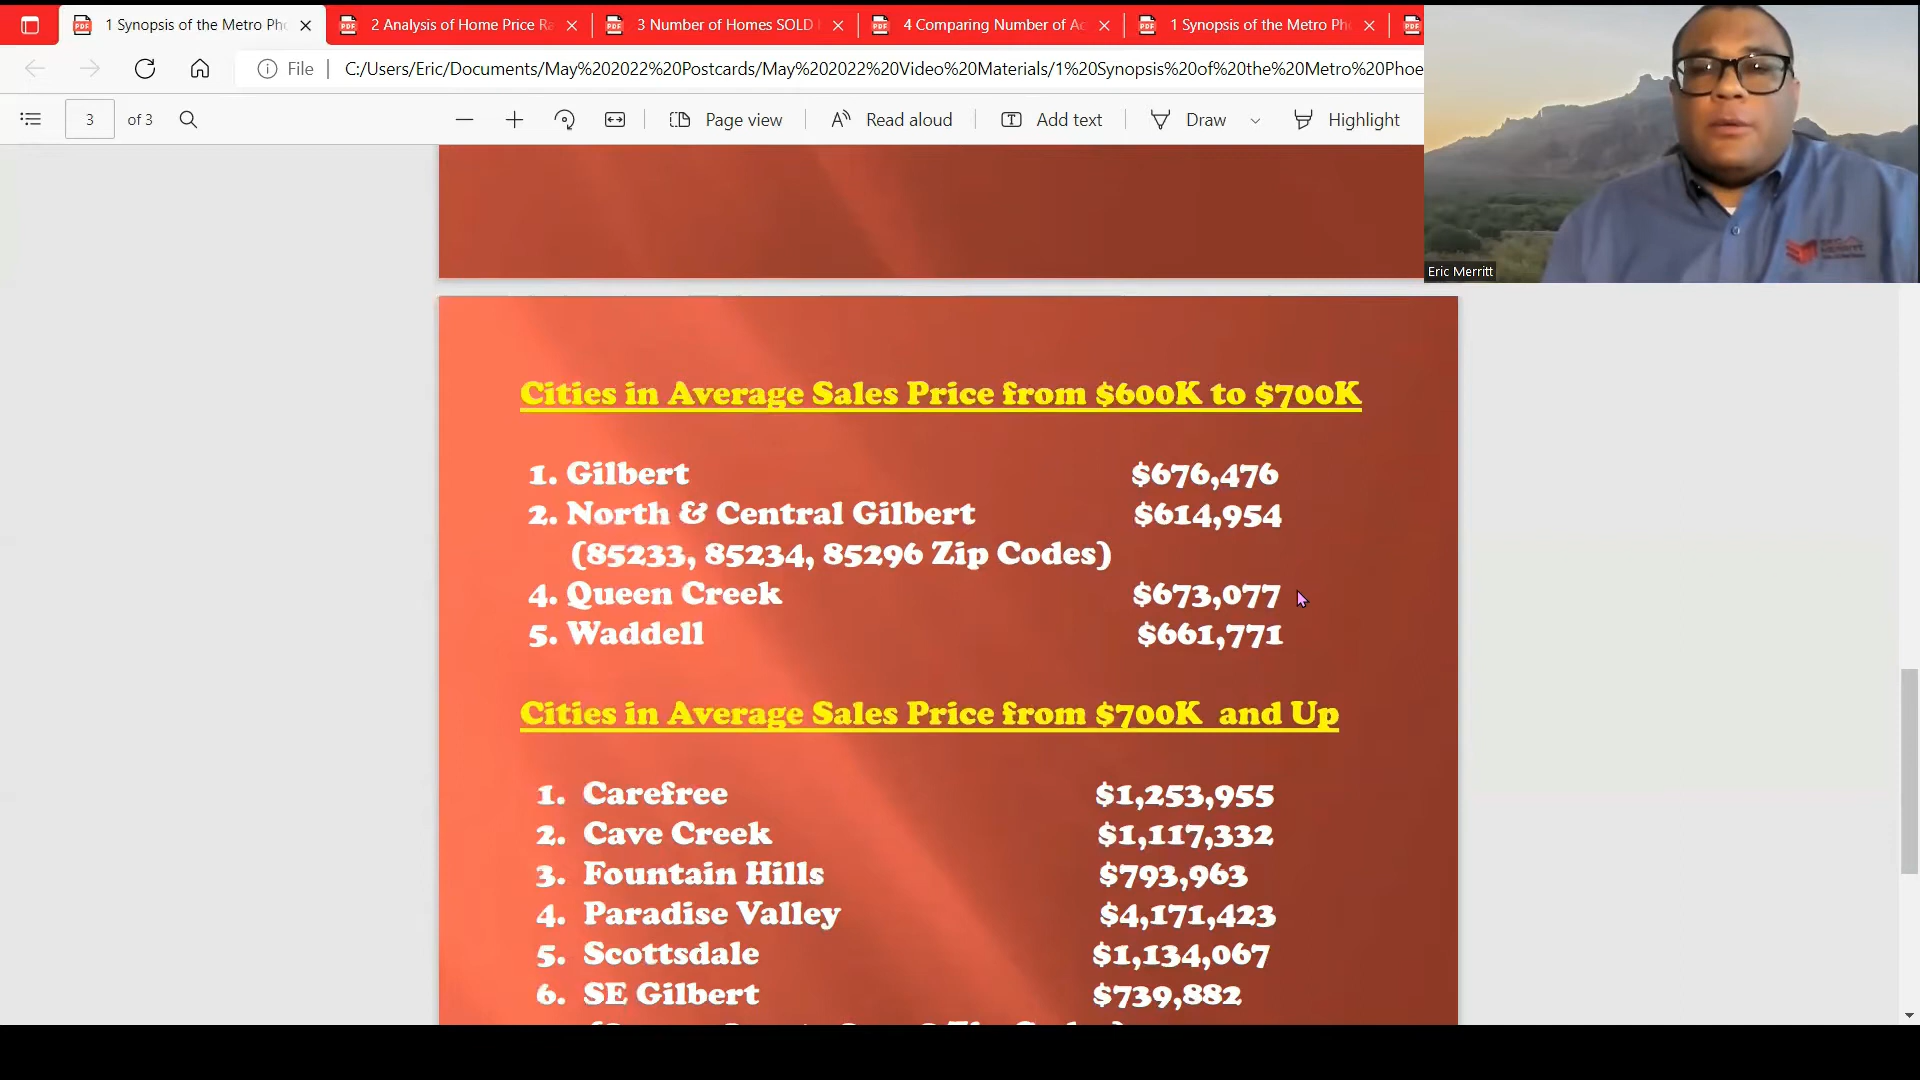 1 Synopsis of the Metro Pho
2 Analysis of Home Price Ra
3 Number of Homes SOLD
4 Comparing Number of Ac
1 Synopsis of the Metro Pho
File
C:/Users/Eric/Documents/May%202022%20Postcards/May%202022%20Video%20Materials/1%20Synopsis%20of%20the%20Metro%20Phoe
3 of 3
Page view
Read aloud
Add text
Draw
Highlight
Eric Merritt
ERIC
MERRITT
Cities in Average Sales Price from $600K to $700K
1. Gilbert $676,476
2. North & Central Gilbert $614,954
(85233, 85234, 85296 Zip Codes)
4. Queen Creek $673,077
5. Waddell $661,771
Cities in Average Sales Price from $700K and Up
1. Carefree $1,253,955
2. Cave Creek $1,117,332
3. Fountain Hills $793,963
4. Paradise Valley $4,171,423
5. Scottsdale $1,134,067
6. SE Gilbert $739,882